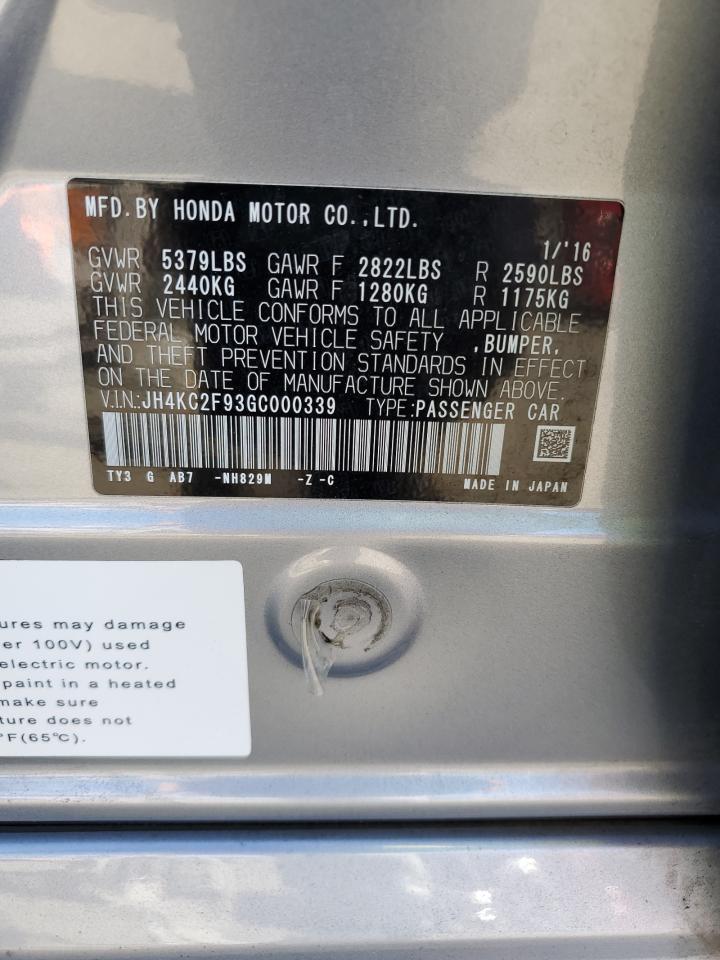 MFD.BY HONDA MOTOR CO.,LTD.
1/'16
GVWR 5379LBS GAWR F 2822LBS R 2590LBS
GVWR 2440KG GAWR F 1280KG R 1175KG
THIS VEHICLE CONFORMS TO ALL APPLICABLE
FEDERAL MOTOR VEHICLE SAFETY ,BUMPER,
AND THEFT PREVENTION STANDARDS IN EFFECT
ON THE DATE OF MANUFACTURE SHOWN ABOVE.
V.I.N.:JH4KC2F93GC000339 TYPE:PASSENGER CAR
TY3 G AB7 -NH829M -Z -C MADE IN JAPAN
ures may damage
er 100V) used
electric motor.
paint in a heated
make sure
ture does not
°F(65℃).